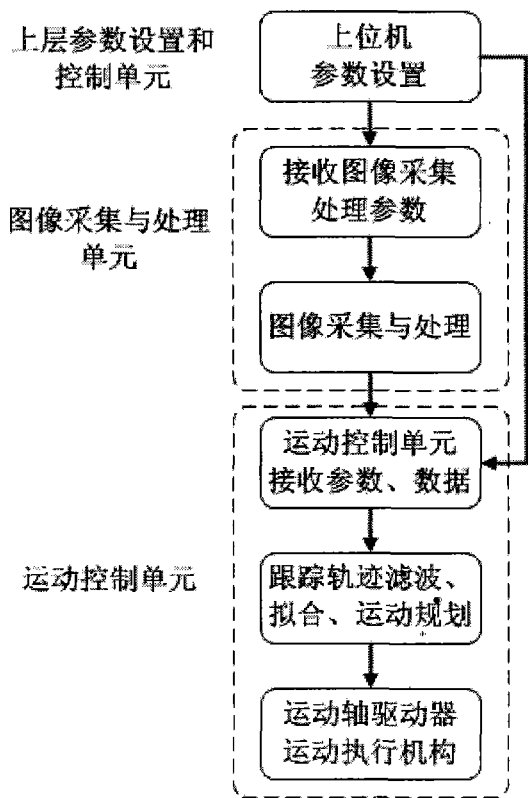 上层参数设置和
控制单元
上位机
参数设置
接收图像采集
处理参数
图像采集与处理
单元
图像采集与处理
运动控制单元
接收参数、数据
运动控制单元
跟踪轨迹滤波、
拟合、运动规划
运动轴驱动器
运动执行机构